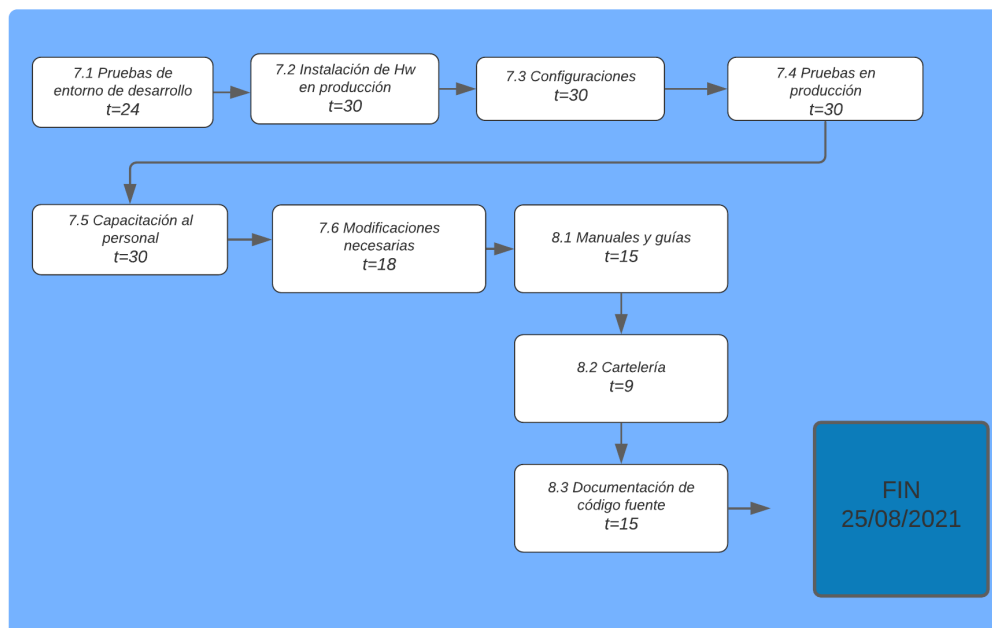 7.1 Pruebas de
entorno de desarrollo
t=24
7.2 Instalación de Hw
en producción
t=30
7.3 Configuraciones
t=30
7.4 Pruebas en
producción
t=30
7.5 Capacitación al
personal
t=30
7.6 Modificaciones
necesarias
t=18
8.1 Manuales y guías
t=15
8.2 Cartelería
t=9
8.3 Documentación de
código fuente
t=15
FIN
25/08/2021